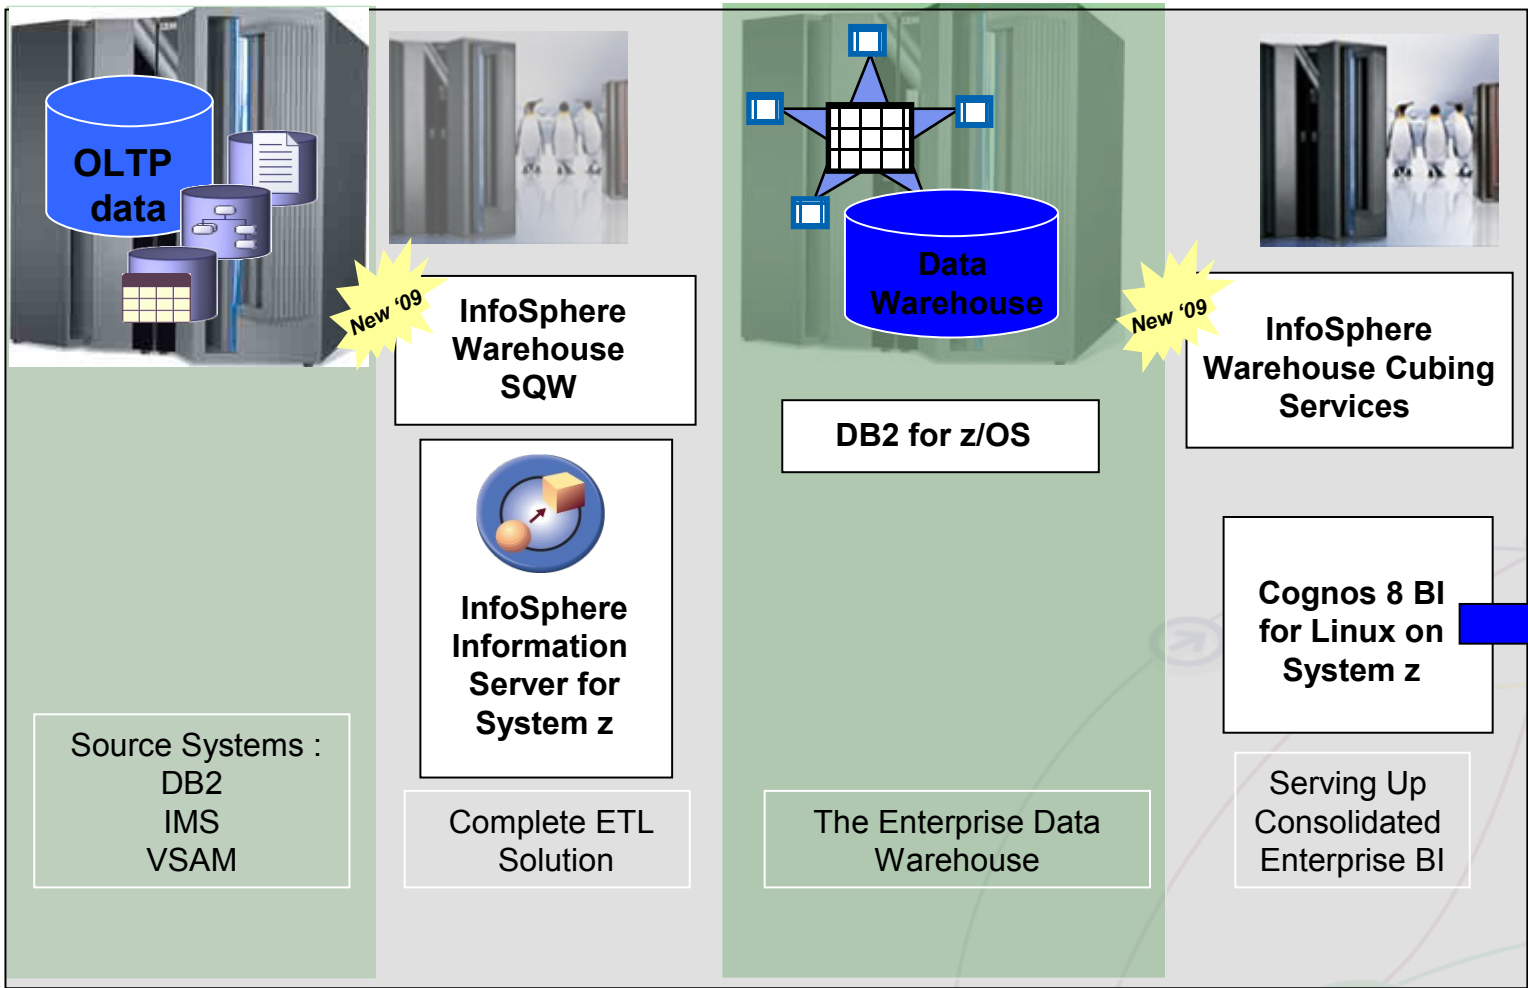 OLTP
data
Source Systems :
DB2
IMS
VSAM
New ‘09
InfoSphere
Warehouse
SQW
InfoSphere
Information
Server for
System z
Complete ETL
Solution
Data
Warehouse
DB2 for z/OS
The Enterprise Data
Warehouse
New ‘09
InfoSphere
Warehouse Cubing
Services
Cognos 8 BI
for Linux on
System z
Serving Up
Consolidated
Enterprise BI